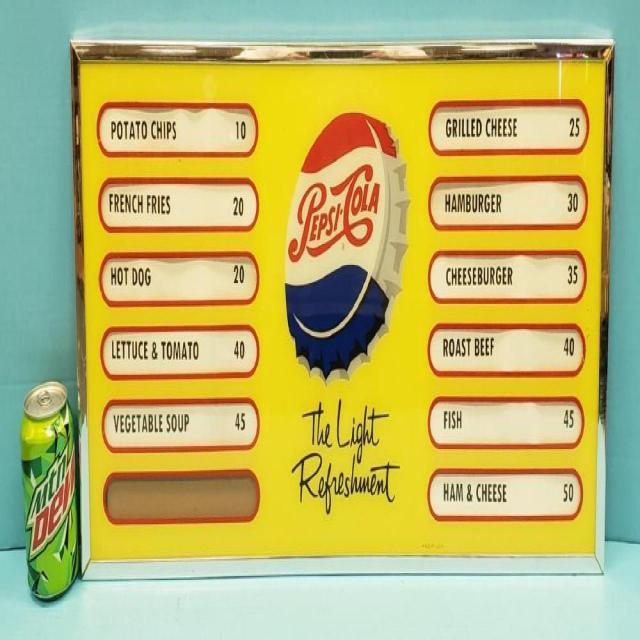 POTATO CHIPS 10
FRENCH FRIES 20
HOT DOG 20
LETTUCE & TOMATO 40
VEGETABLE SOUP 45
PEPSI-COLA
The Light
Refreshment
GRILLED CHEESE 25
HAMBURGER 30
CHEESEBURGER 35
ROAST BEEF 40
FISH 45
HAM & CHEESE 50
Mtn
Dew